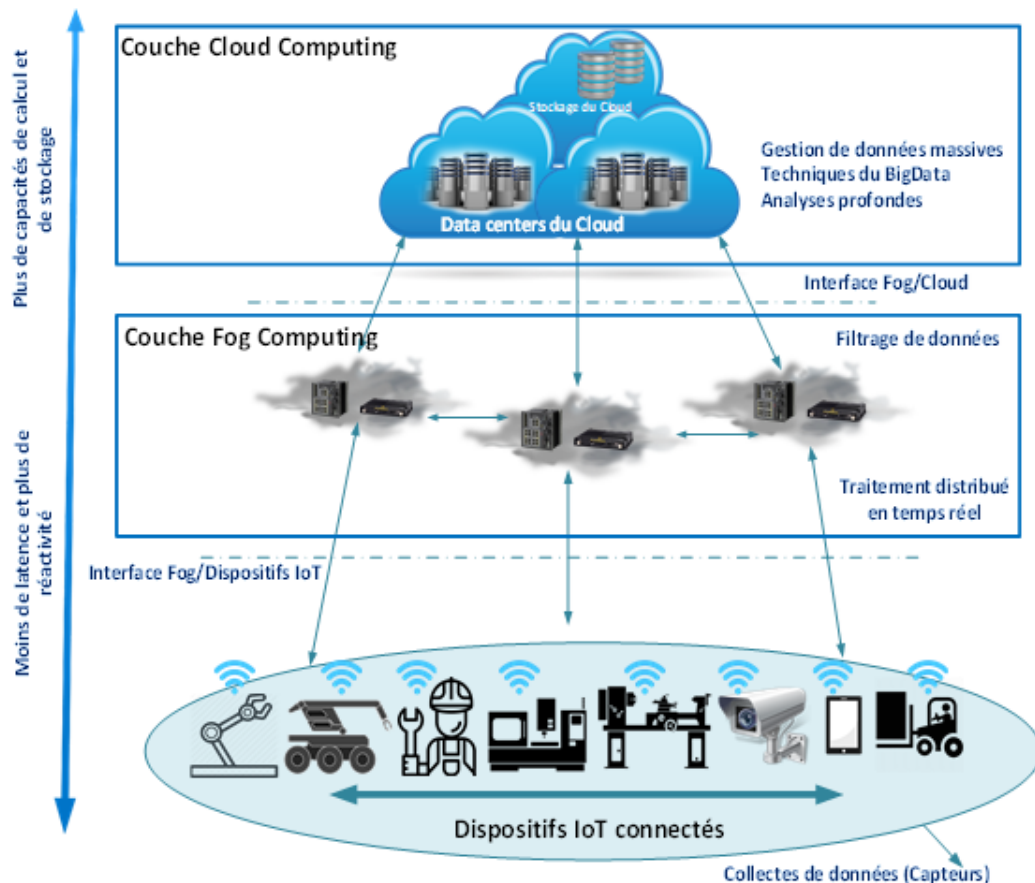 Couche Cloud Computing
Stockage du Cloud
Gestion de données massives
Techniques du BigData
Analyses profondes
Data centers du Cloud
Plus de capacités de calcul et
de stockage
Interface Fog/Cloud
Couche Fog Computing
Filtrage de données
Traitement distribué
en temps réel
Moins de latence et plus de
réactivité
Interface Fog/Dispositifs IoT
Dispositifs IoT connectés
Collectes de données (Capteurs)